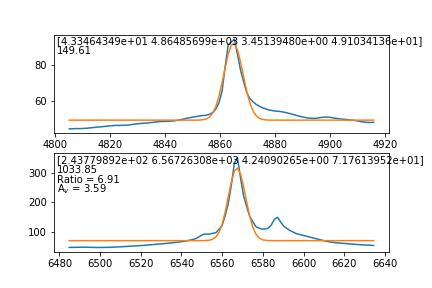 [4.33464349e+01 4.86485699e+03 3.45139480e+00 4.91034136e+01]
149.61
80
60
4800 4820 4840 4860 4880 4900 4920
[2.43779892e+02 6.56726308e+03 4.24090265e+00 7.17613952e+01]
1033.85
Ratio = 6.91
Av = 3.59
300
200
100
6480 6500 6520 6540 6560 6580 6600 6620 6640